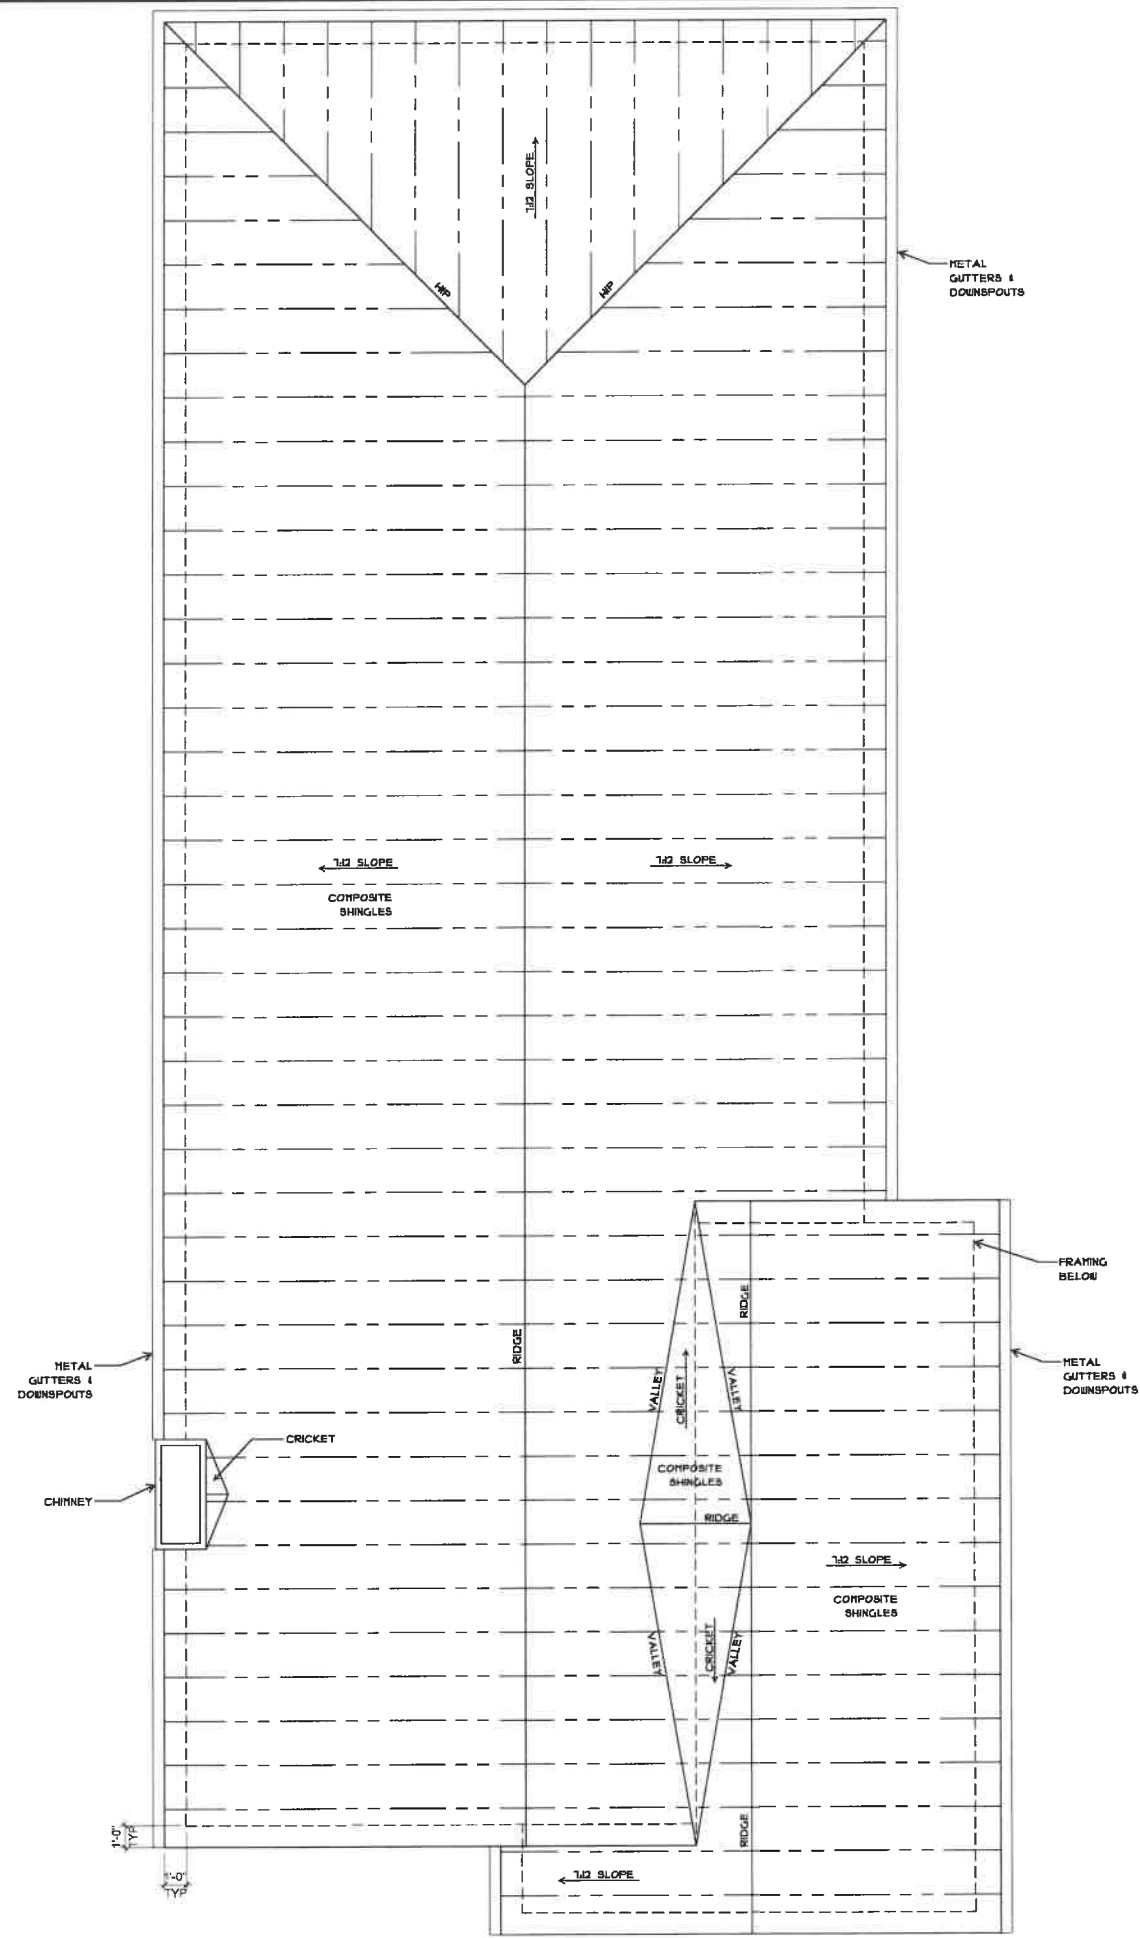 7:12 SLOPE
HIP
HIP
METAL
GUTTERS &
DOWNSPOUTS
7:12 SLOPE
COMPOSITE
SHINGLES
7:12 SLOPE
FRAMING
BELOW
RIDGE
RIDGE
METAL
GUTTERS &
DOWNSPOUTS
VALLEY
CRICKET
VALLEY
METAL
GUTTERS &
DOWNSPOUTS
CRICKET
CHIMNEY
COMPOSITE
SHINGLES
RIDGE
7:12 SLOPE
COMPOSITE
SHINGLES
VALLEY
CRICKET
VALLEY
RIDGE
1'-0"
TYP
1'-0"
TYP
7:12 SLOPE